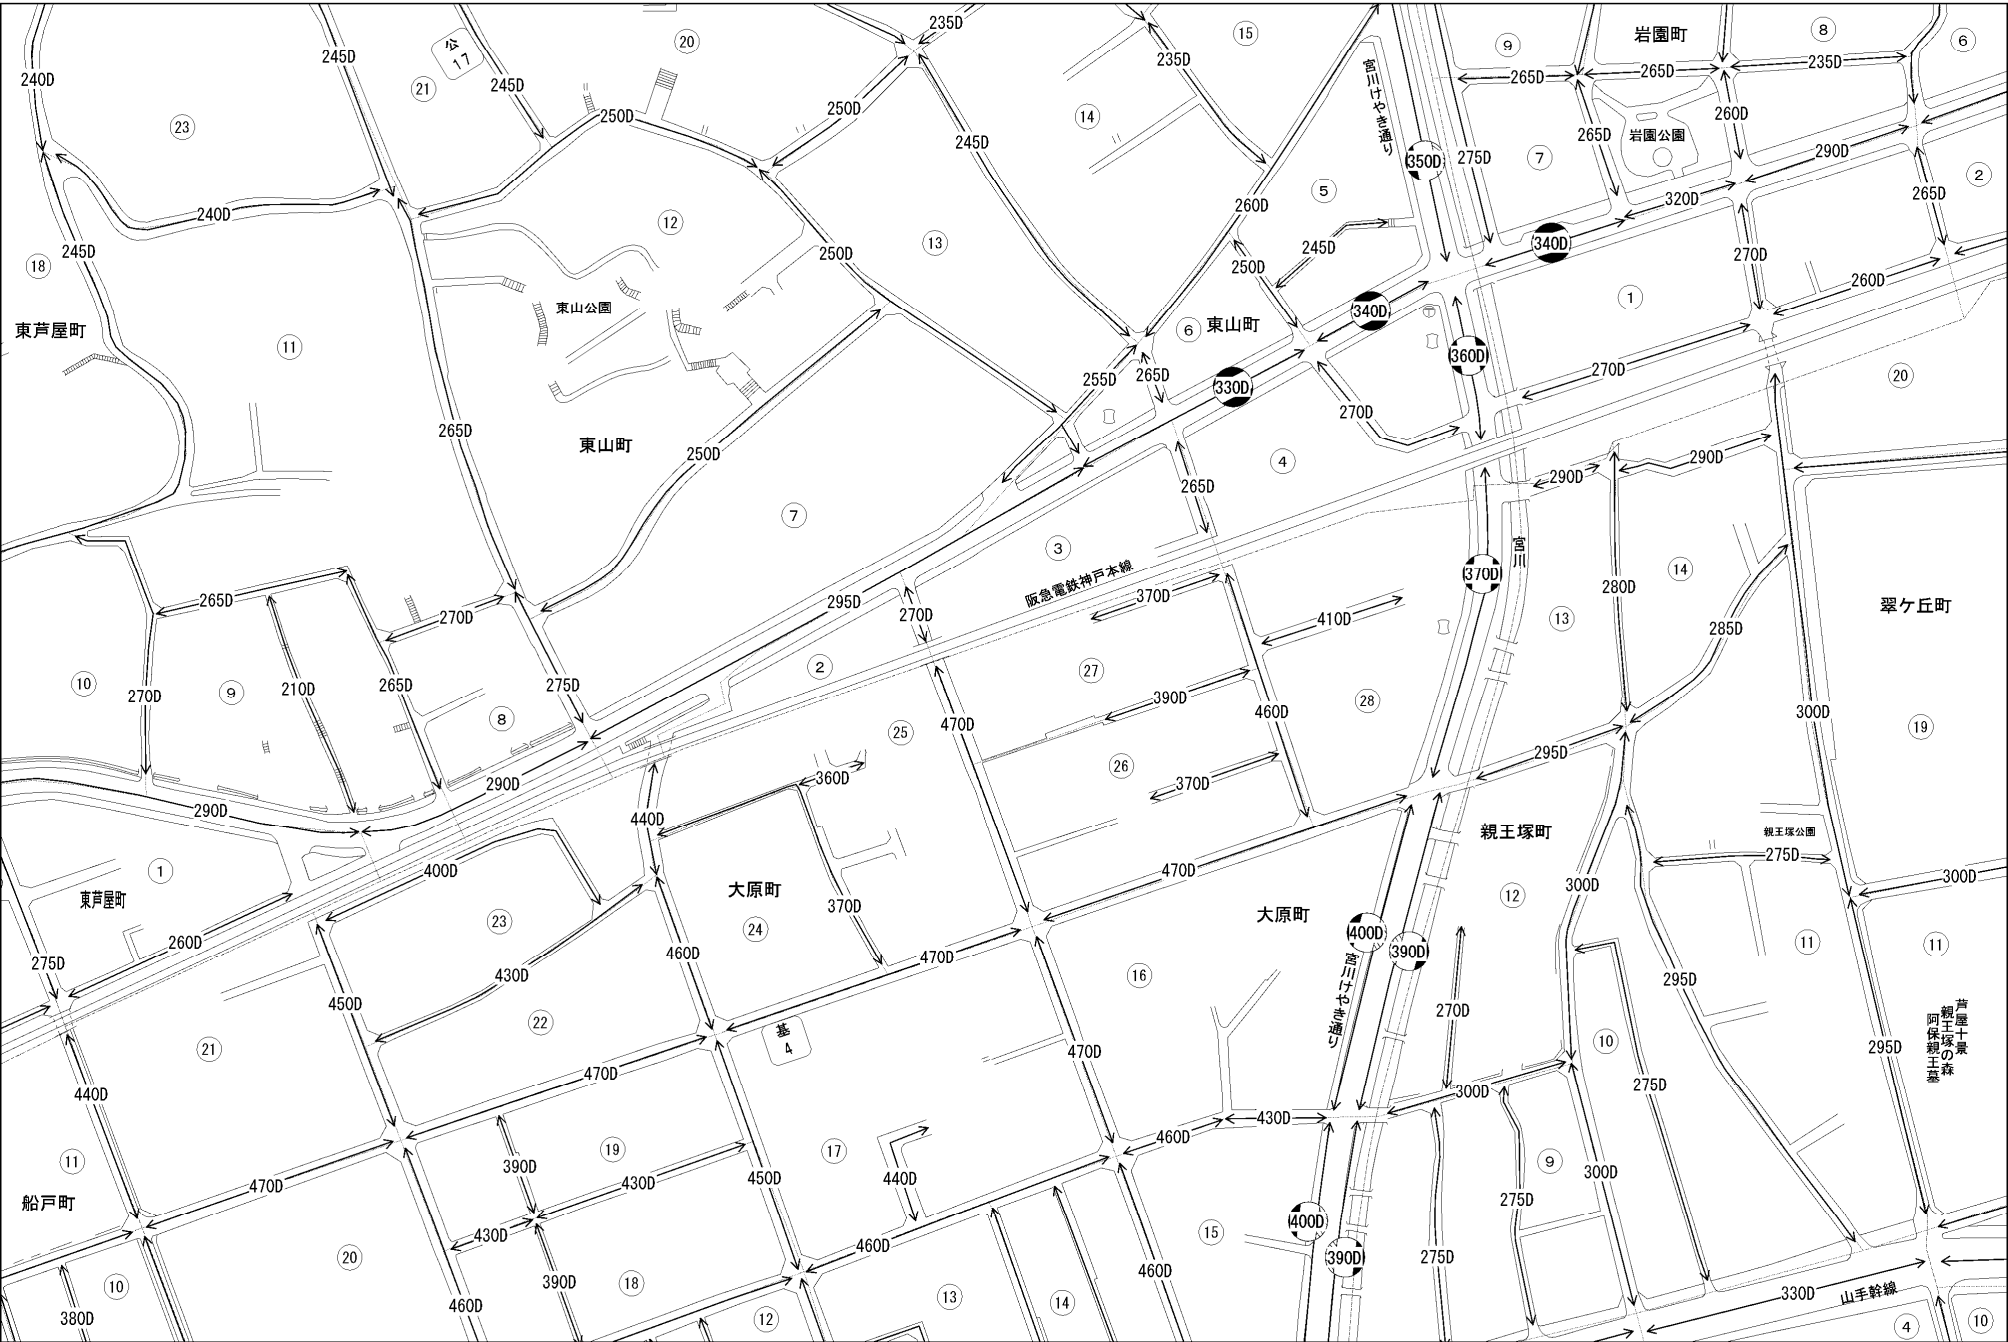 235D
20
15
岩園町
8
6
公
17
245D
240D
21
245D
235D
宮川けやき通り
9
265D
265D
235D
23
250D
250D
14
245D
350D
275D
265D
260D
岩園公園
7
290D
2
240D
12
13
5
260D
265D
320D
340D
245D
18
250D
245D
250D
270D
260D
東芦屋町
11
東山公園
6
東山町
340D
1
360D
255D
265D
330D
270D
270D
20
265D
東山町
250D
4
290D
290D
7
265D
3
宮川
阪急電鉄神戸本線
370D
14
280D
265D
270D
295D
270D
370D
410D
13
翠ケ丘町
285D
10
270D
9
210D
265D
275D
8
2
27
390D
470D
460D
28
300D
19
25
26
295D
360D
370D
290D
290D
440D
親王塚町
親王塚公園
275D
1
東芦屋町
400D
大原町
470D
300D
300D
12
23
370D
24
大原町
400D
390D
11
11
260D
275D
430D
460D
470D
16
宮川けやき通り
295D
270D
450D
22
基
4
芦屋十景
親王塚の森
阿保親王墓
21
470D
470D
10
295D
440D
275D
300D
430D
460D
11
19
390D
430D
450D
17
440D
9
300D
船戸町
470D
275D
430D
460D
15
400D
390D
275D
20
10
390D
18
460D
13
14
460D
380D
12
330D
山手幹線
4
10